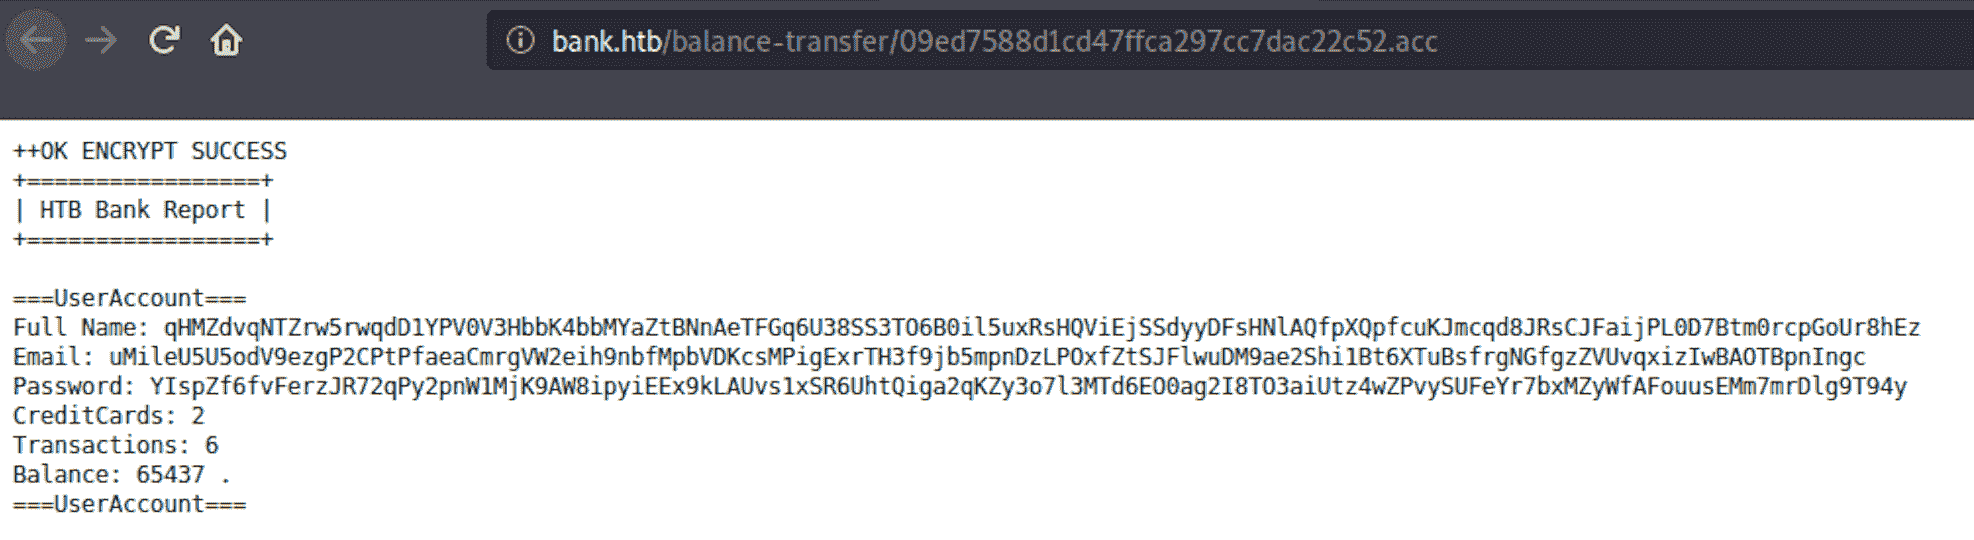 bank.htb/balance-transfer/09ed7588d1cd47ffca297cc7dac22c52.acc
++OK ENCRYPT SUCCESS
+=================+
| HTB Bank Report |
+=================+
===UserAccount===
Full Name: qHMZdvqNTZrw5rwqdD1YPV0V3HbbK4bbMYaZtBNnAeTFGq6U38SS3TO6B0il5uxRsHQViEjSSdyyDFsHNlAQfpXQpfcuKJmcqd8JRsCJFaijPL0D7Btm0rcpGoUr8hEz
Email: uMileU5U5odV9ezgP2CPtPfaeaCmrgVW2eih9nbfMpbVDKcsMPigExrTH3f9jb5mpnDzLPOxfZtSJFlwuDM9ae2Shi1Bt6XTuBsfrgNGfgzZVUvqxizIwBAOTBpnIngc
Password: YIspZf6fvFerzJR72qPy2pnW1MjK9AW8ipyiEEx9kLAUvs1xSR6UhtQiga2qKZy3o7l3MTd6EO0ag2I8TO3aiUtz4wZPvySUFeYr7bxMZyWfAFouusEMm7mrDlg9T94y
CreditCards: 2
Transactions: 6
Balance: 65437 .
===UserAccount===